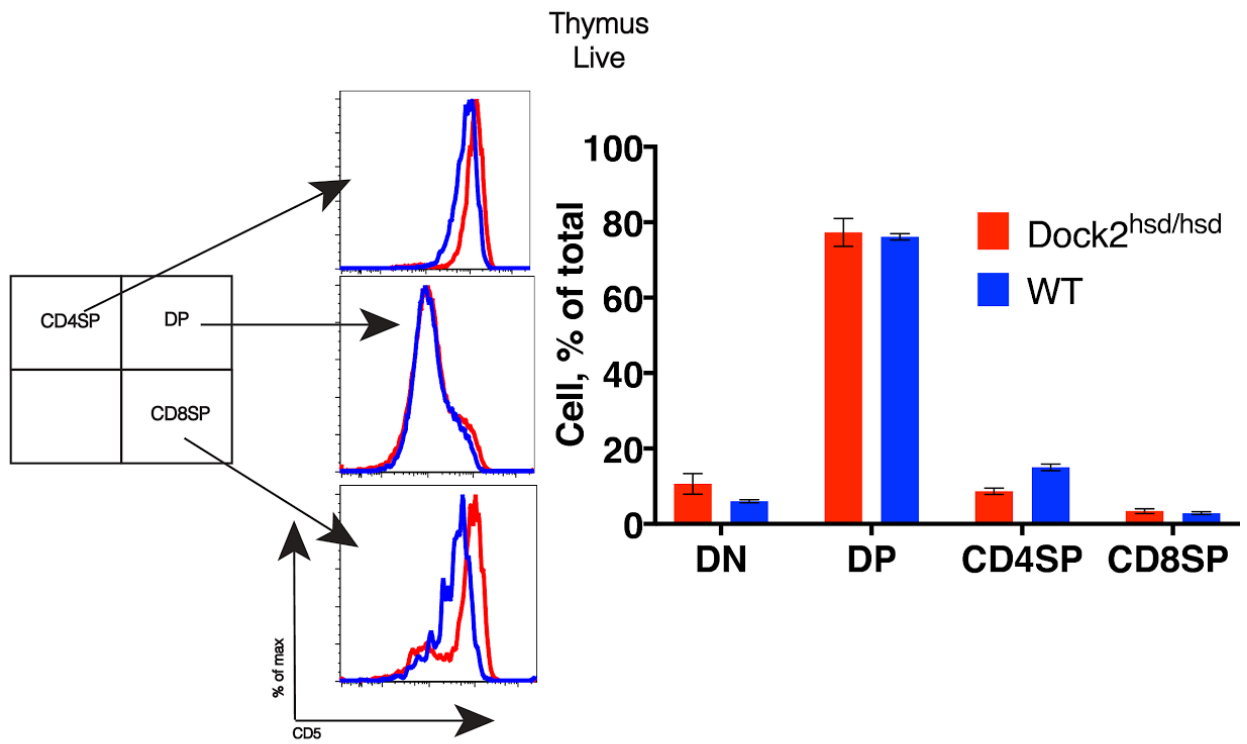 Thymus
Live
CD4SP
DP
CD8SP
% of max
CD5
Cell, % of total
100
80
60
40
20
0
DN
DP
CD4SP
CD8SP
Dock2hsd/hsd
WT